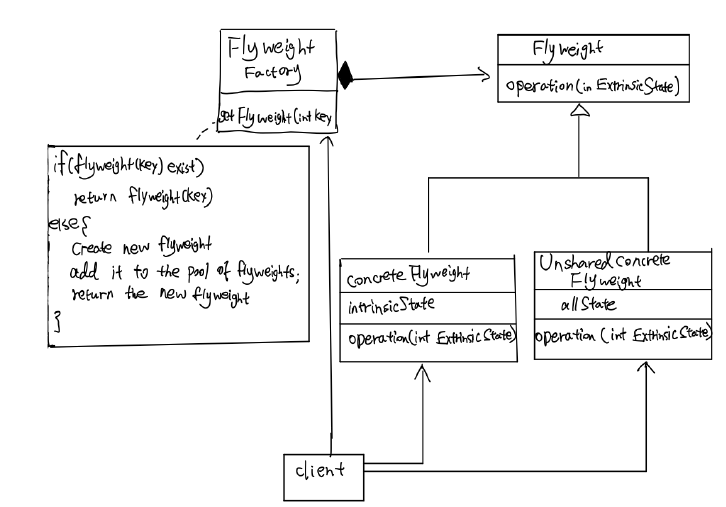 Flyweight
Factory
get Flyweight(int key
Flyweight
operation(in ExtrinsicState)
if(flyweight(key) exist)
return flyweight(key)
else{
Create new flyweight
add it to the pool of flyweights;
return the new flyweight
}
concrete Flyweight
intrinsicState
operation(int ExtrinsicState)
Unshared concrete
Flyweight
allState
operation (int ExtrinsicState)
client